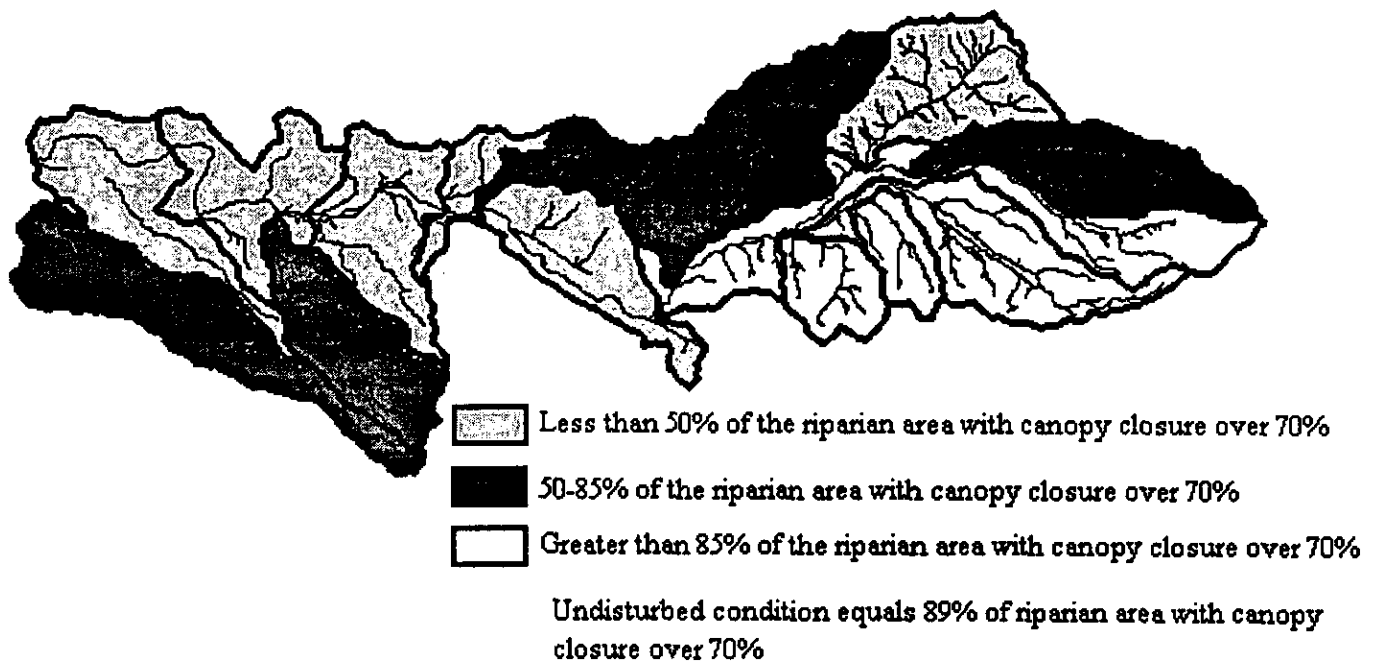 Less than 50% of the riparian area with canopy closure over 70%
50-85% of the riparian area with canopy closure over 70%
Greater than 85% of the riparian area with canopy closure over 70%
Undisturbed condition equals 89% of riparian area with canopy
closure over 70%